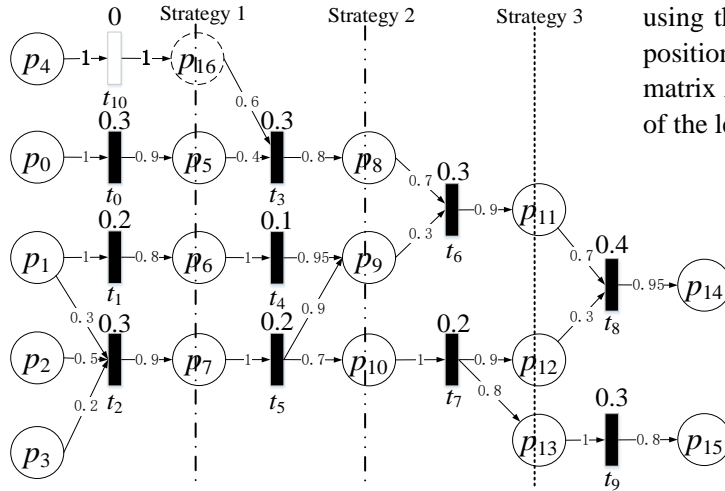 0
Strategy 1
Strategy 2
Strategy 3
using th
position
matrix
of the l
p4
1
1
p16
t10
0.6
0.3
0.3
p0
1
0.9
p5
0.4
0.8
p8
t0
t3
0.7
0.3
0.2
0.1
0.9
p11
p1
1
0.8
p6
1
0.95
p9
0.3
t6
0.7
0.4
t1
t4
0.9
0.95
p14
0.3
0.3
0.2
0.2
0.3
t8
p2
0.5
0.9
p7
1
0.7
p10
1
0.9
p12
0.2
t2
t5
t7
0.8
0.3
p3
p13
1
0.8
p15
t9